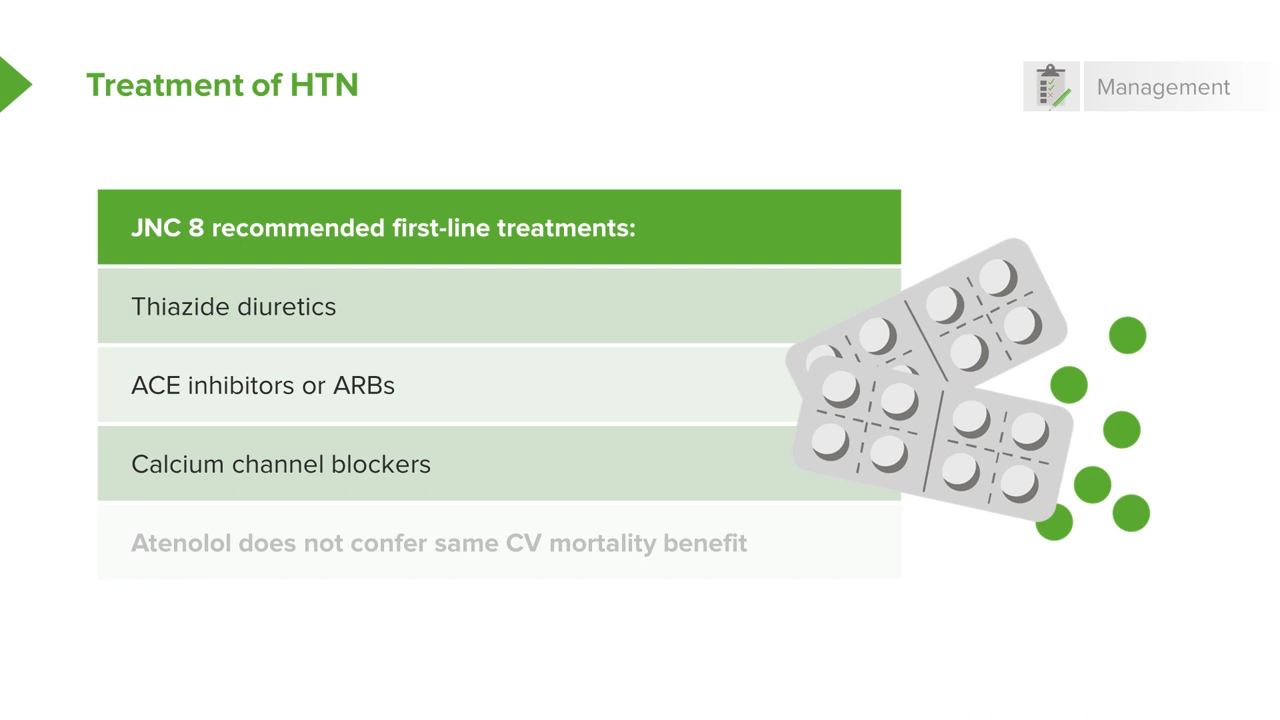 Treatment of HTN
Management
JNC 8 recommended first-line treatments:
Thiazide diuretics
ACE inhibitors or ARBs
Calcium channel blockers
Atenolol does not confer same CV mortality benefit